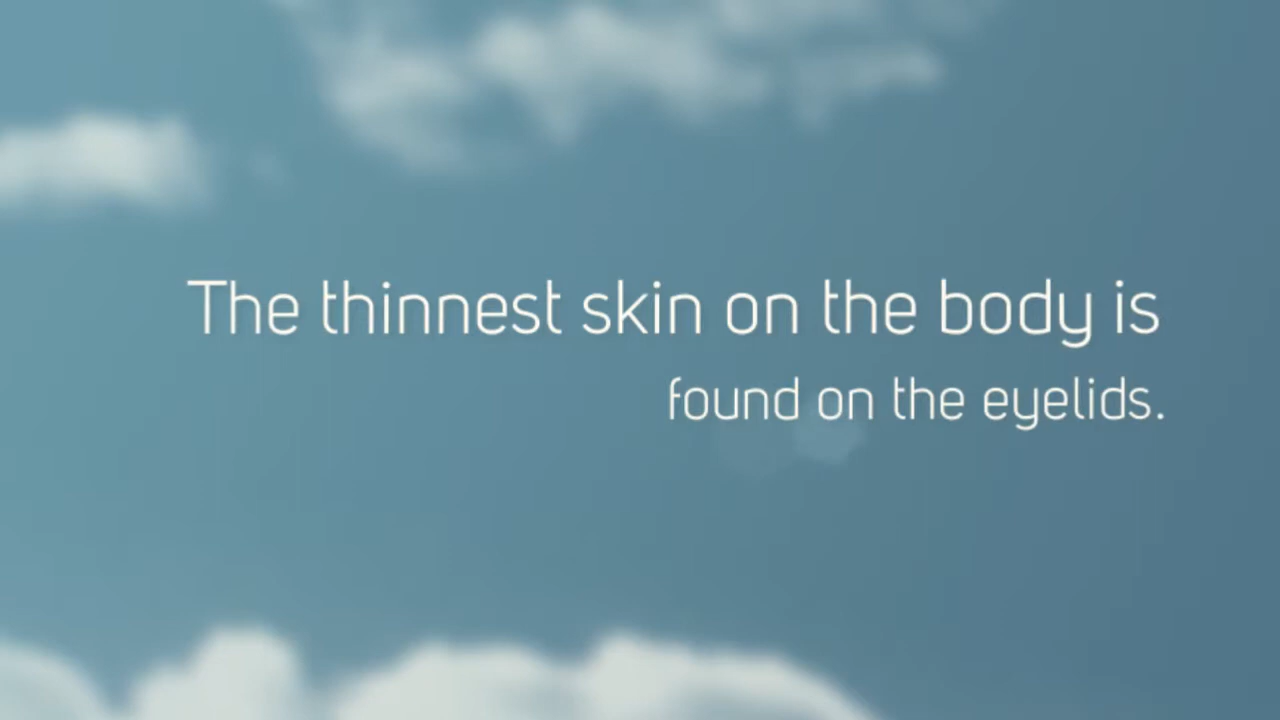 The thinnest skin on the body is
found on the eyelids.